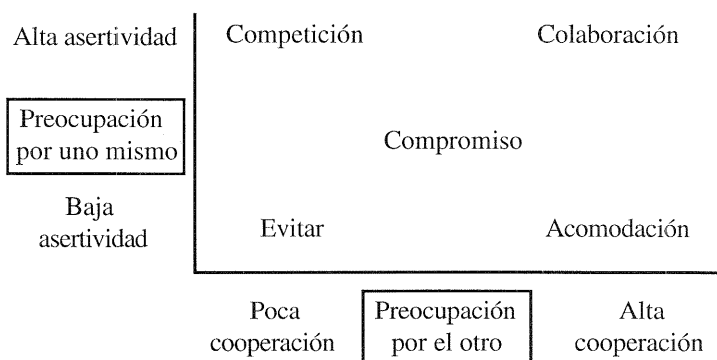 Alta asertividad
Competición
Colaboración
Preocupación
por uno mismo
Compromiso
Baja
asertividad
Evitar
Acomodación
Poca
cooperación
Preocupación
por el otro
Alta
cooperación